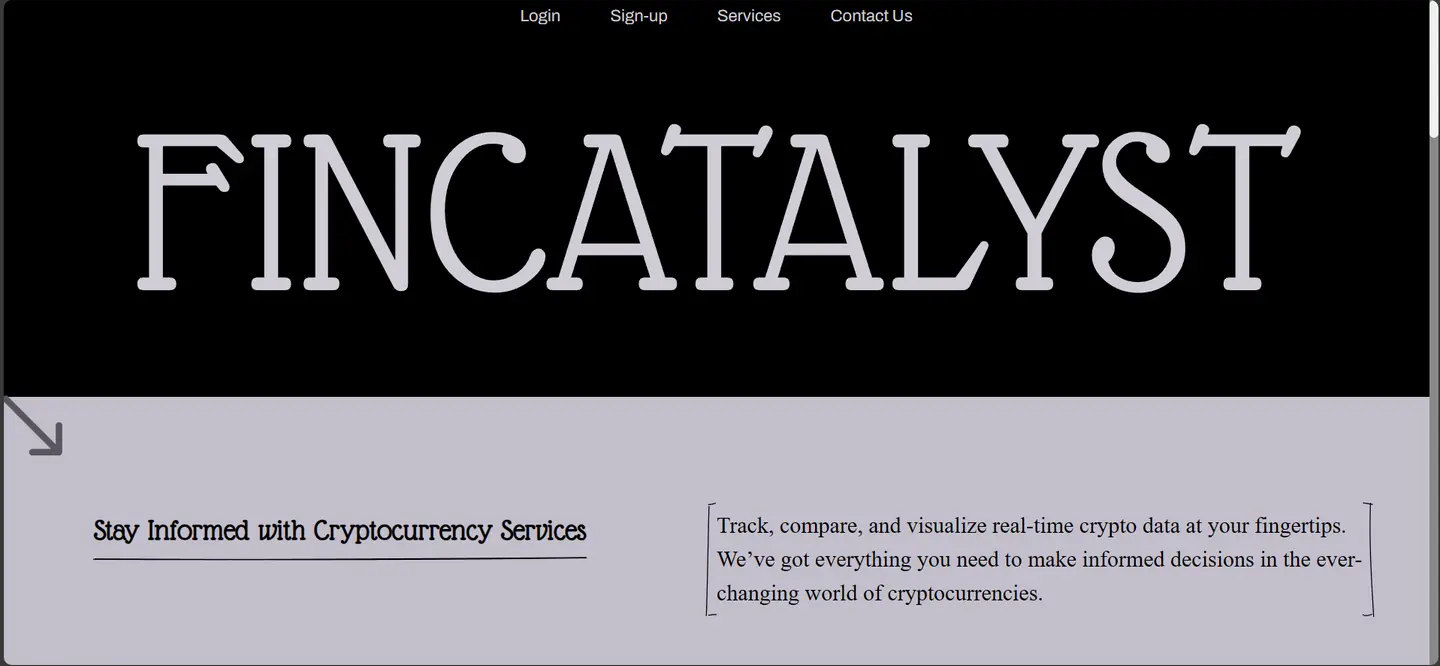 Login Sign-up Services Contact Us
FINCATALYST
Stay Informed with Cryptocurrency Services
Track, compare, and visualize real-time crypto data at your fingertips.
We’ve got everything you need to make informed decisions in the ever-
changing world of cryptocurrencies.